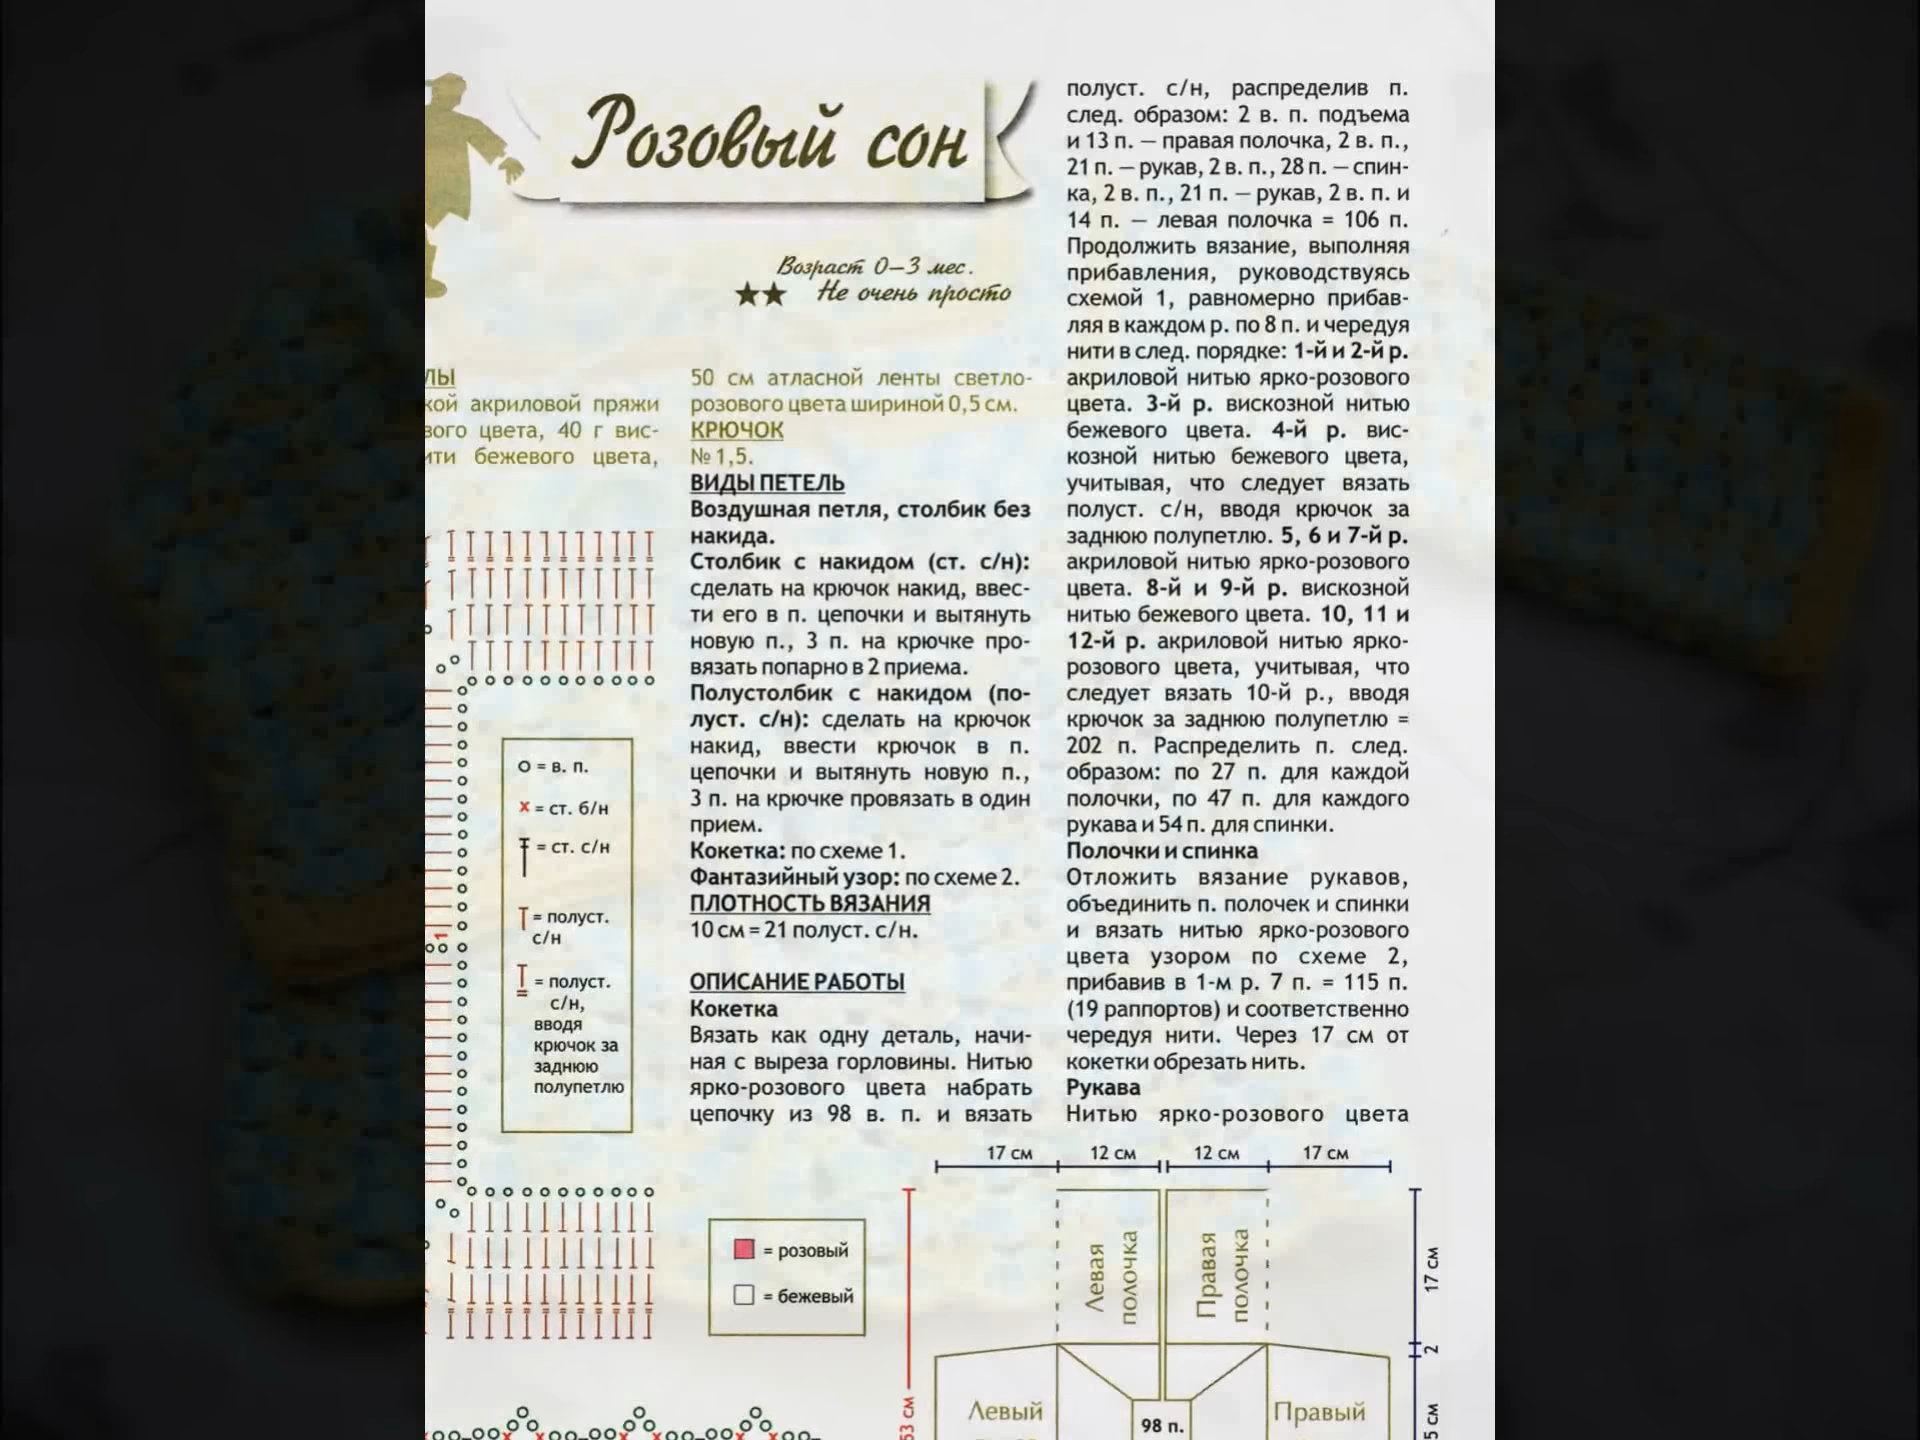 Розовый сон
Возраст 0–3 мес.
Не очень просто
ЛЫ
кой акриловой пряжи
вого цвета, 40 г вис-
ити бежевого цвета,
50 см атласной ленты светло-
розового цвета шириной 0,5 см.
КРЮЧОК
№ 1,5.
ВИДЫ ПЕТЕЛЬ
Воздушная петля, столбик без
накида.
Столбик с накидом (ст. с/н):
сделать на крючок накид, ввес-
ти его в п. цепочки и вытянуть
новую п., 3 п. на крючке про-
вязать попарно в 2 приема.
Полустолбик с накидом (по-
луст. с/н): сделать на крючок
накид, ввести крючок в п.
цепочки и вытянуть новую п.,
3 п. на крючке провязать в один
прием.
Кокетка: по схеме 1.
Фантазийный узор: по схеме 2.
ПЛОТНОСТЬ ВЯЗАНИЯ
10 см = 21 полуст. с/н.
ОПИСАНИЕ РАБОТЫ
Кокетка
Вязать как одну деталь, начи-
ная с выреза горловины. Нитью
ярко-розового цвета набрать
цепочку из 98 в. п. и вязать
полуст. с/н, распределив п.
след. образом: 2 в. п. подъема
и 13 п. — правая полочка, 2 в. п.,
21 п. — рукав, 2 в. п., 28 п. — спин-
ка, 2 в. п., 21 п. — рукав, 2 в. п. и
14 п. — левая полочка = 106 п.
Продолжить вязание, выполняя
прибавления, руководствуясь
схемой 1, равномерно прибав-
ляя в каждом р. по 8 п. и чередуя
нити в след. порядке: 1-й и 2-й р.
акриловой нитью ярко-розового
цвета. 3-й р. вискозной нитью
бежевого цвета. 4-й р. вис-
козной нитью бежевого цвета,
учитывая, что следует вязать
полуст. с/н, вводя крючок за
заднюю полупетлю. 5, 6 и 7-й р.
акриловой нитью ярко-розового
цвета. 8-й и 9-й р. вискозной
нитью бежевого цвета. 10, 11 и
12-й р. акриловой нитью ярко-
розового цвета, учитывая, что
следует вязать 10-й р., вводя
крючок за заднюю полупетлю =
202 п. Распределить п. след.
образом: по 27 п. для каждой
полочки, по 47 п. для каждого
рукава и 54 п. для спинки.
Полочки и спинка
Отложить вязание рукавов,
объединить п. полочек и спинки
и вязать нитью ярко-розового
цвета узором по схеме 2,
прибавив в 1-м р. 7 п. = 115 п.
(19 раппортов) и соответственно
чередуя нити. Через 17 см от
кокетки обрезать нить.
Рукава
Нитью ярко-розового цвета
= в. п.
x = ст. б/н
= ст. с/н
= полуст.
с/н
= полуст.
с/н,
вводя
крючок за
заднюю
полупетлю
1
= розовый
= бежевый
17 см 12 см 12 см 17 см
Левая
полочка
Правая
полочка
17 см
2
5 см
53 см
Левый
98 п.
Правый